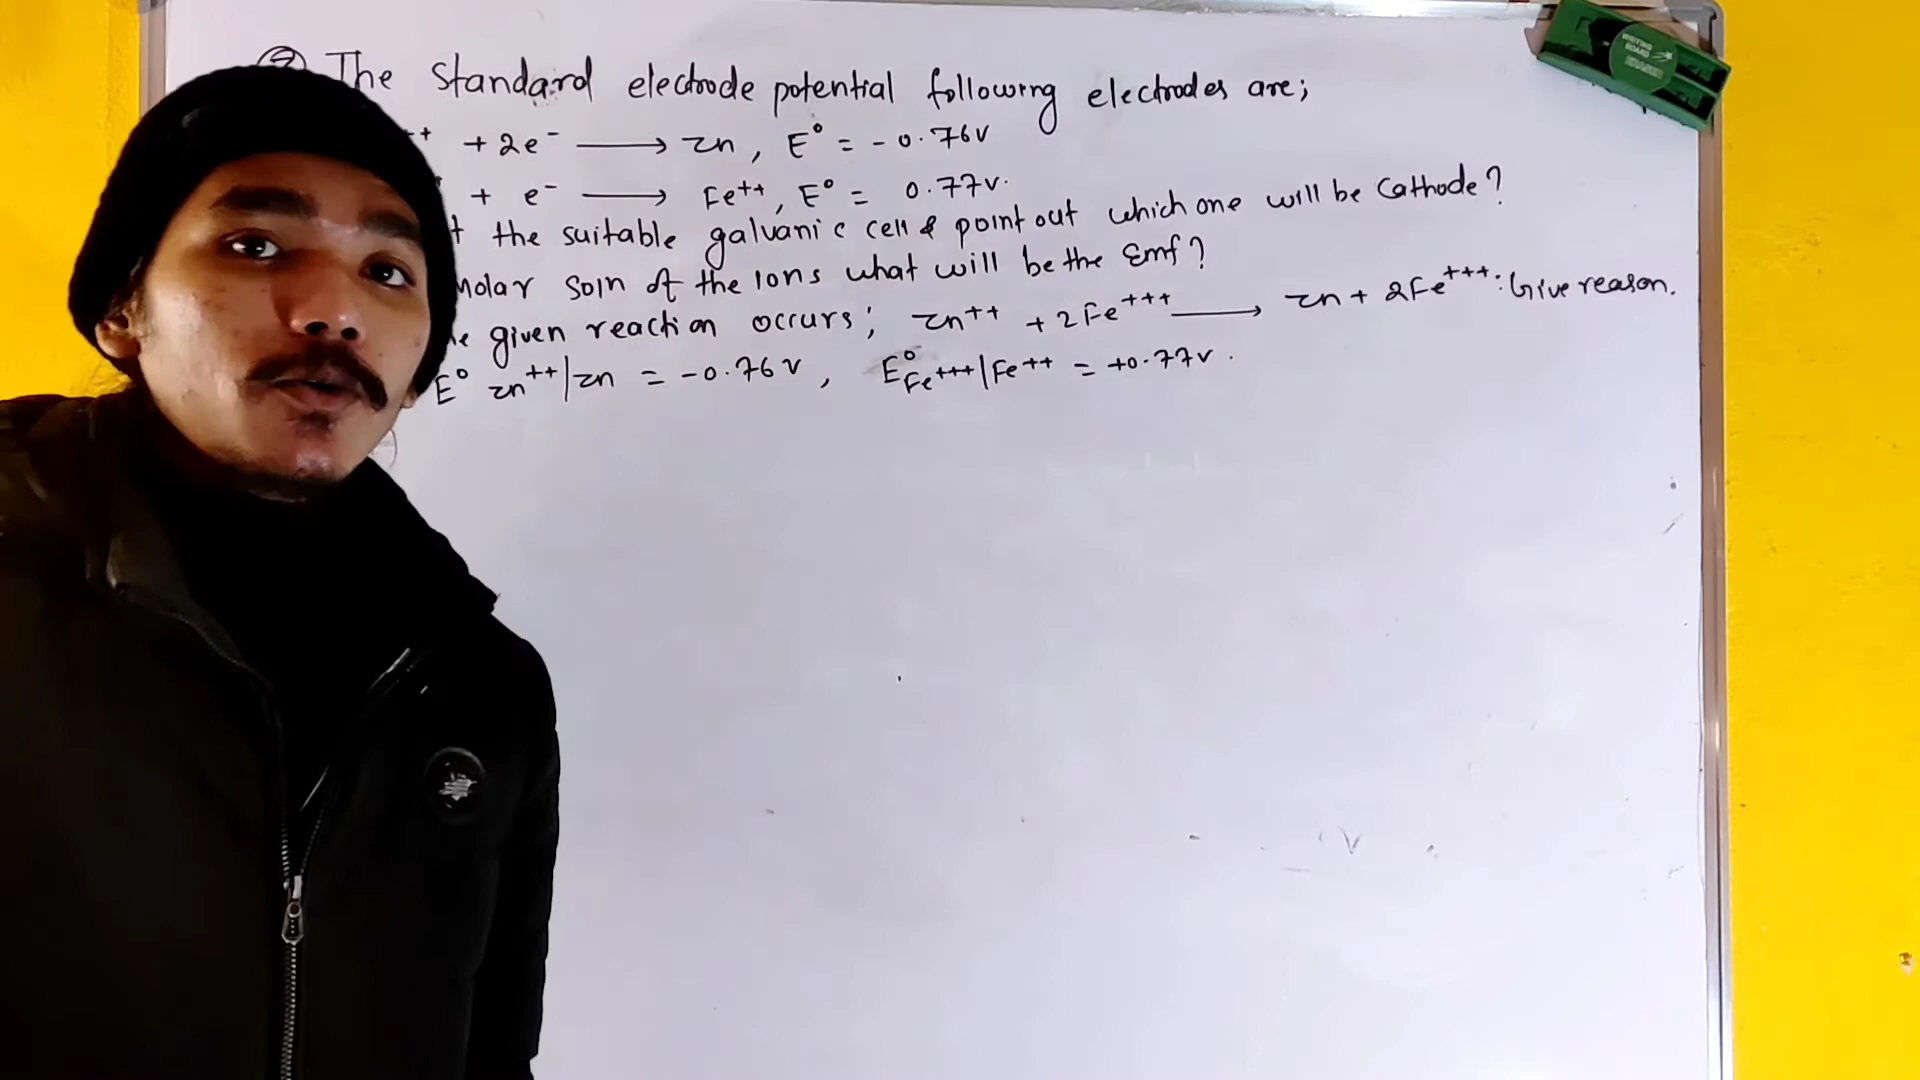 The standard electrode potential following electrodes are;
++ + 2e⁻ ⟶ Zn, E° = -0.76V
+ e⁻ ⟶ Fe⁺⁺, E° = 0.77V.
the suitable galvanic cell & point out which one will be Cathode?
Molar soln of the Ions what will be the Emf?
given reaction occurs; Zn⁺⁺ + 2Fe⁺⁺⁺ ⟶ Zn + 2Fe⁺⁺⁺. Give reason.
E° Zn⁺⁺|Zn = -0.76V, E°Fe⁺⁺⁺|Fe⁺⁺ = +0.77V.
WRITING
BOARD